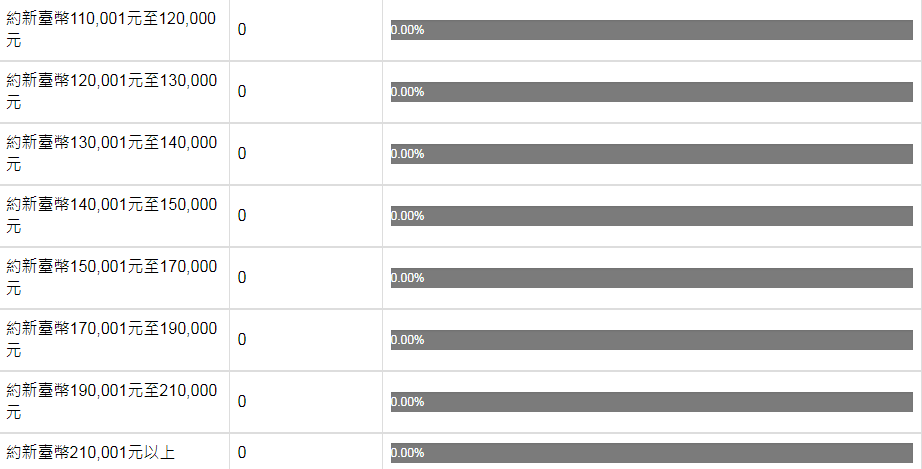 約新臺幣110,001元至120,000
元
0
0.00%
約新臺幣120,001元至130,000
元
0
0.00%
約新臺幣130,001元至140,000
元
0
0.00%
約新臺幣140,001元至150,000
元
0
0.00%
約新臺幣150,001元至170,000
元
0
0.00%
約新臺幣170,001元至190,000
元
0
0.00%
約新臺幣190,001元至210,000
元
0
0.00%
約新臺幣210,001元以上
0
0.00%